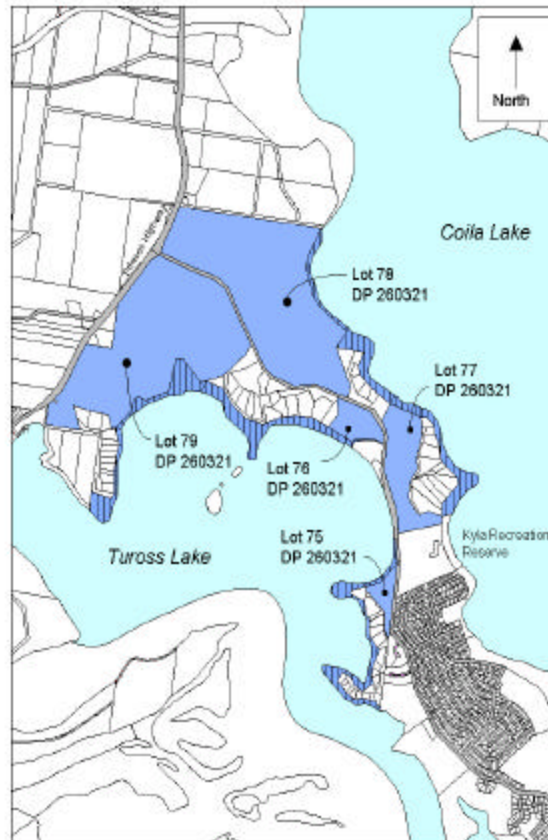 North
Coila Lake
Lot 78
DP 260321
Lot 77
DP 260321
Lot 79
DP 260321
Lot 76
DP 260321
Kyla Recreation
Reserve
Lot 75
DP 260321
Tuross Lake